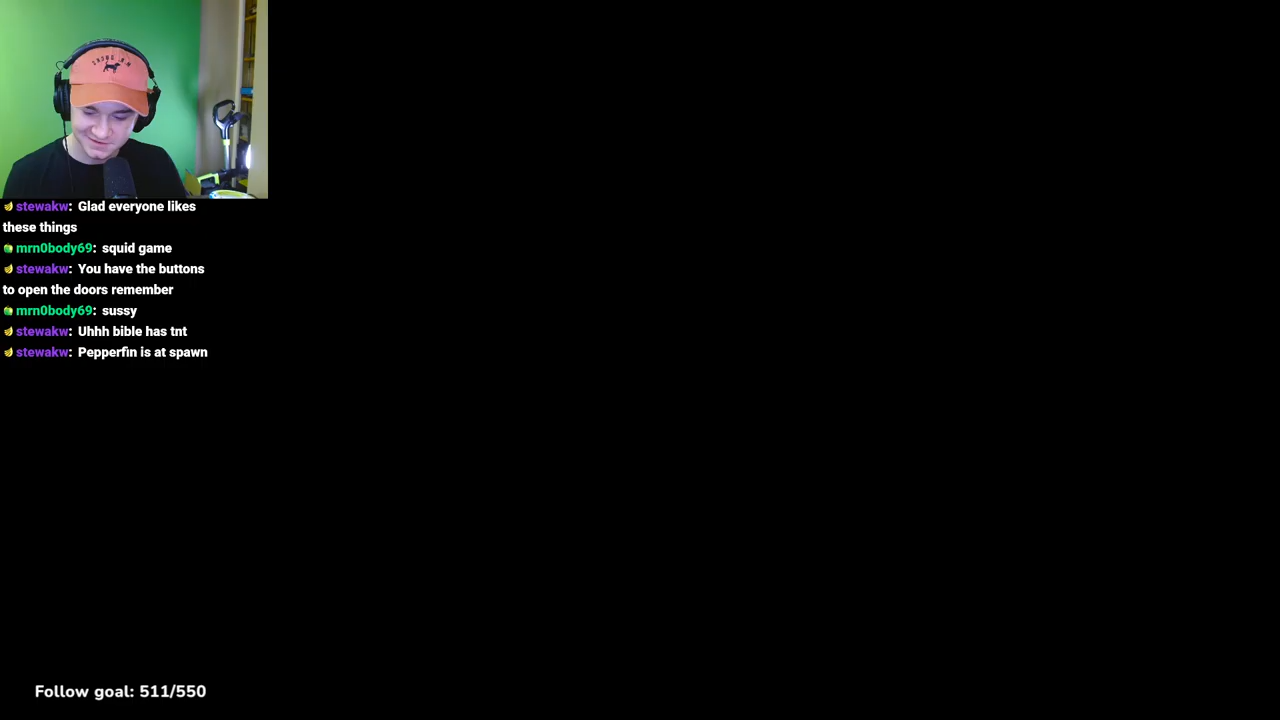 stewakw: Glad everyone likes
these things
mrn0body69: squid game
stewakw: You have the buttons
to open the doors remember
mrn0body69: sussy
stewakw: Uhhh bible has tnt
stewakw: Pepperfin is at spawn
Follow goal: 511/550